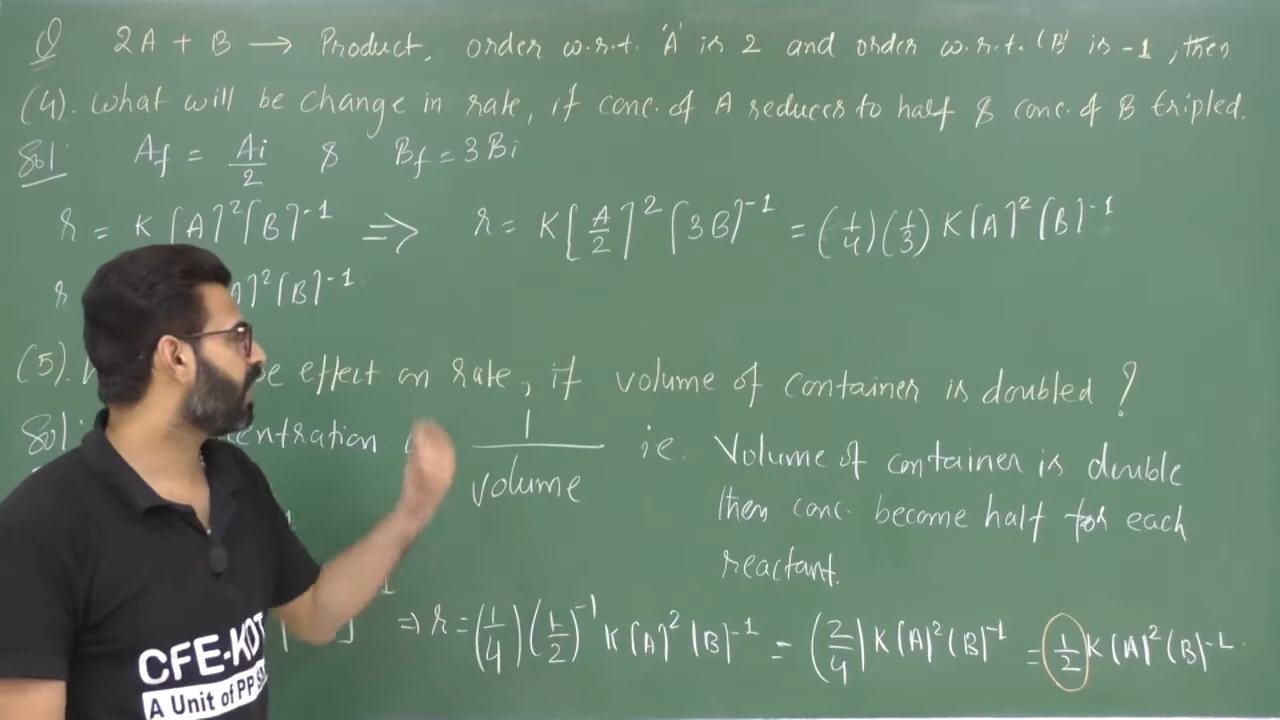 Q 2A + B → Product, order w.r.t. 'A' is 2 and order w.r.t. 'B' is -1, then
(4). What will be change in rate, if conc. of A reduces to half & conc. of B tripled.
Sol: A_f = A_i/2 & B_f = 3B_i
r = K[A]²[B]⁻¹ ⇒ r = K[A/2]²[3B]⁻¹ = (1/4)(1/3) K[A]²[B]⁻¹
r A]²[B]⁻¹
(5). effect on rate, if volume of container is doubled ?
Sol: entration 1/volume ie. Volume of container is double
then conc. become half for each
reactant.
⇒ r = (1/4)(1/2)⁻¹ K[A]²[B]⁻¹ = (2/4) K[A]²[B]⁻¹ = 1/2 K[A]²[B]⁻¹
CFE-KOT
A Unit of PP